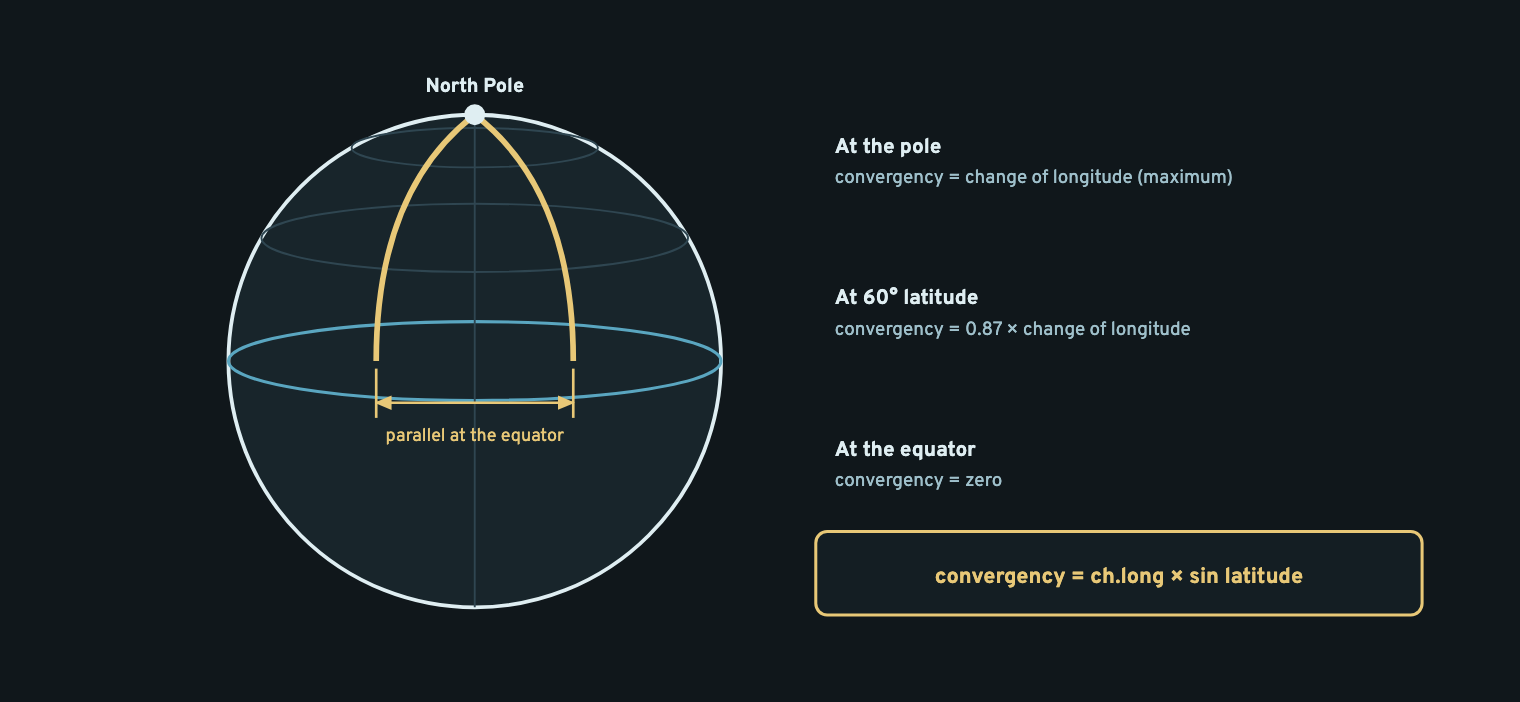 North Pole
parallel at the equator
At the pole
convergency = change of longitude (maximum)
At 60° latitude
convergency = 0.87 × change of longitude
At the equator
convergency = zero
convergency = ch.long × sin latitude